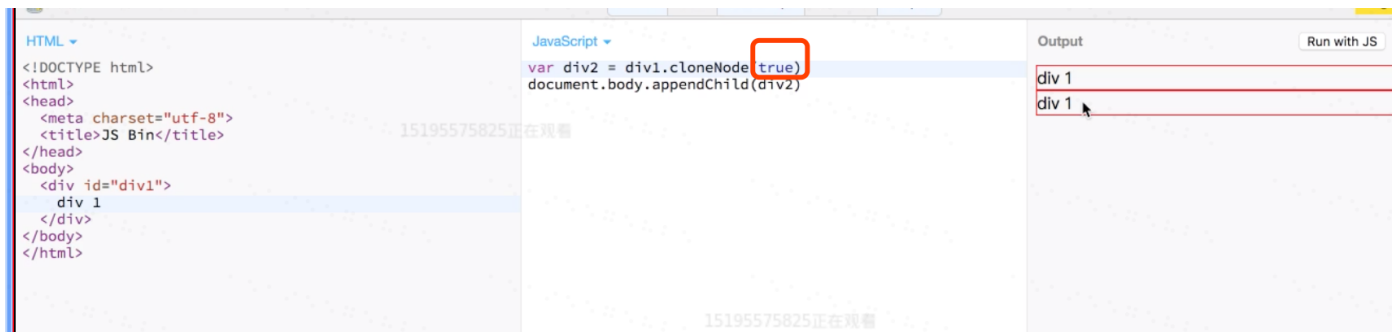 HTML
<!DOCTYPE html>
<html>
<head>
<meta charset="utf-8">
<title>JS Bin</title>
</head>
<body>
<div id="div1">
div 1
</div>
</body>
</html>
JavaScript
var div2 = div1.cloneNode(true)
document.body.appendChild(div2)
Output
Run with JS
div 1
div 1
15195575825正在观看
15195575825正在观看